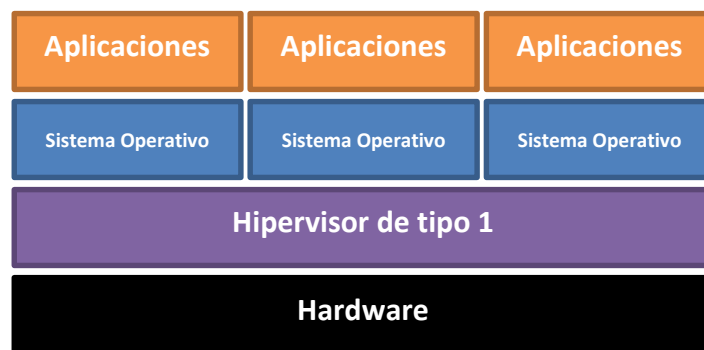 Aplicaciones Aplicaciones Aplicaciones
Sistema Operativo Sistema Operativo Sistema Operativo
Hipervisor de tipo 1
Hardware